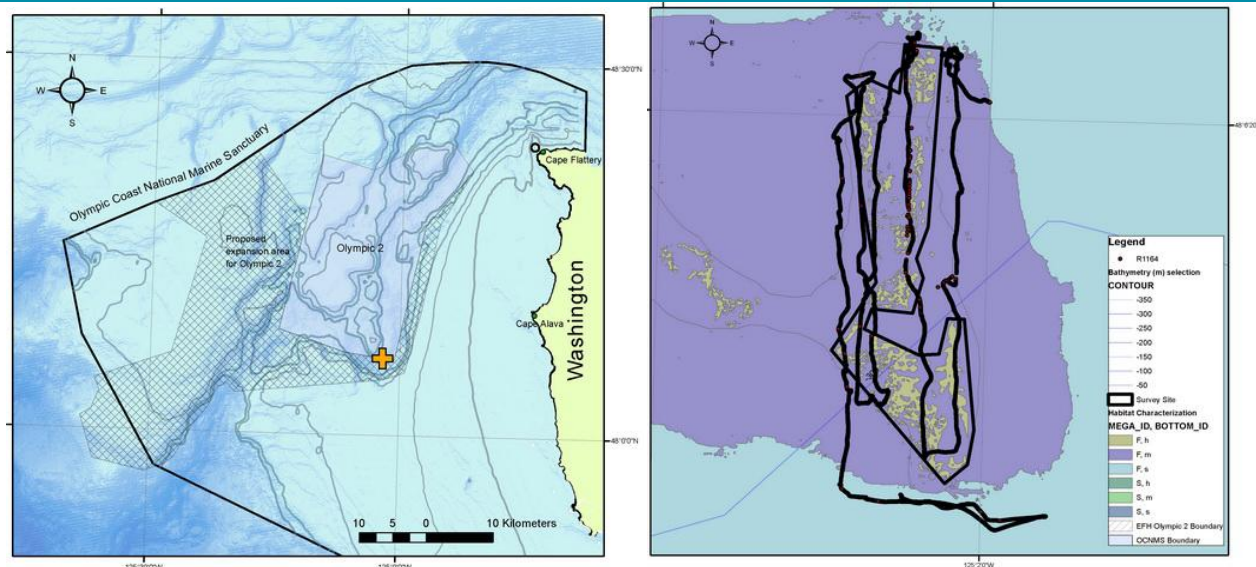 N
W
E
S
48°30'0"N
Olympic Coast National Marine Sanctuary
Cape Flattery
Proposed
expansion area
for Olympic 2
Olympic 2
Cape Alava
Washington
48°0'0"N
10 5 0 10 Kilometers
125°0'0"W
N
W
E
S
Legend
R1164
Bathymetry (m) selection
CONTOUR
-350
-300
-250
-200
-150
-100
-50
Survey Site
Habitat Characterization
MEGA_ID, BOTTOM_ID
F, h
F, m
F, s
S, h
S, m
S, s
EFH Olympic 2 Boundary
OCNMS Boundary